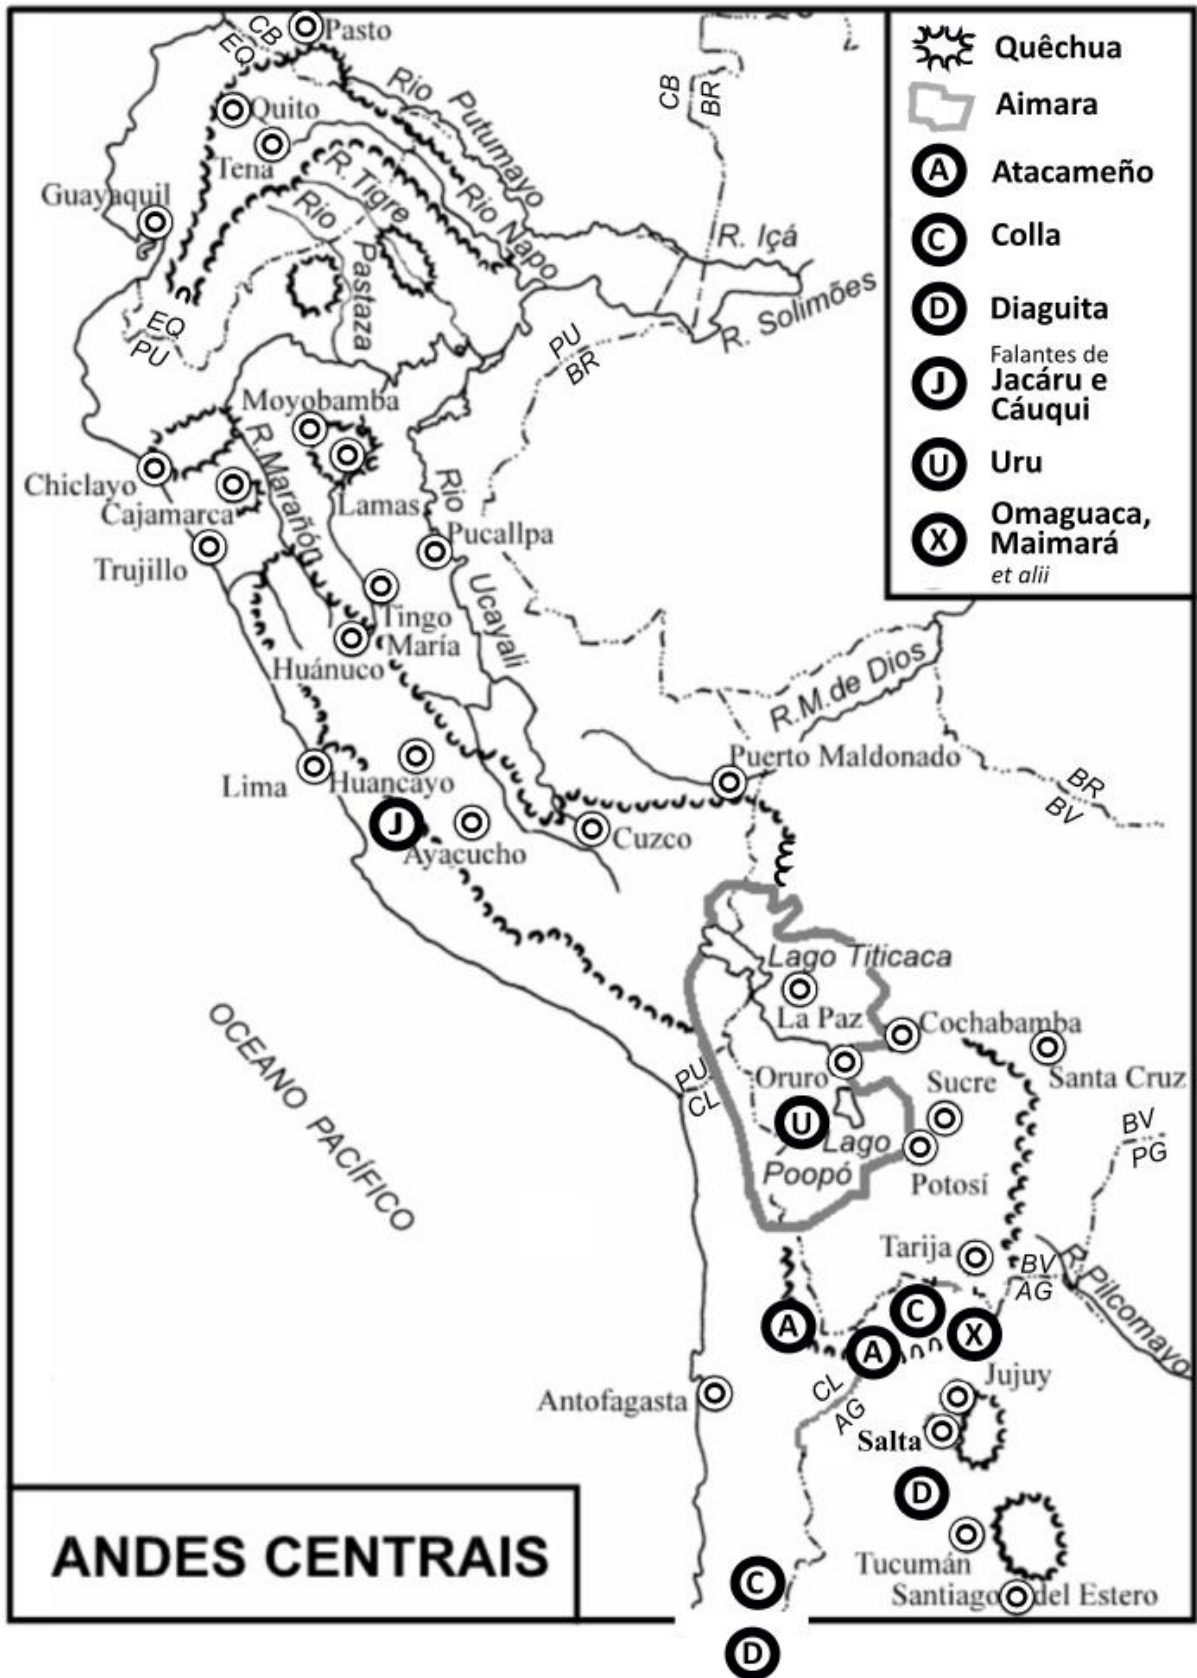 Pasto
CB
EQ
Quito
Tena
Guayaquil
Rio Putumayo
R. Tigre
Rio Pastaza
Rio Napo
CB
BR
R. Içá
R. Solimões
EQ
PU
PU
BR
Moyobamba
Chiclayo
Cajamarca
R. Marañón
Lamas
Rio Ucayali
Pucallpa
Trujillo
Tingo
María
Huánuco
R.M.de Dios
Puerto Maldonado
BR
BV
Lima
Huancayo
J
Ayacucho
Cuzco
Lago Titicaca
La Paz
Cochabamba
Oruro
Sucre
Santa Cruz
PU
CL
U
Lago
Poopó
Potosí
BV
PG
OCEANO PACÍFICO
Tarija
BV
AG
R. Pilcomayo
A
A
C
X
Jujuy
CL
AG
Antofagasta
Salta
D
Tucumán
Santiago del Estero
C
D
Quêchua
Aimara
A Atacameño
C Colla
D Diaguita
Falantes de
J Jacáru e
Cáuqui
U Uru
Omaguaca,
X Maimará
et alii
ANDES CENTRAIS